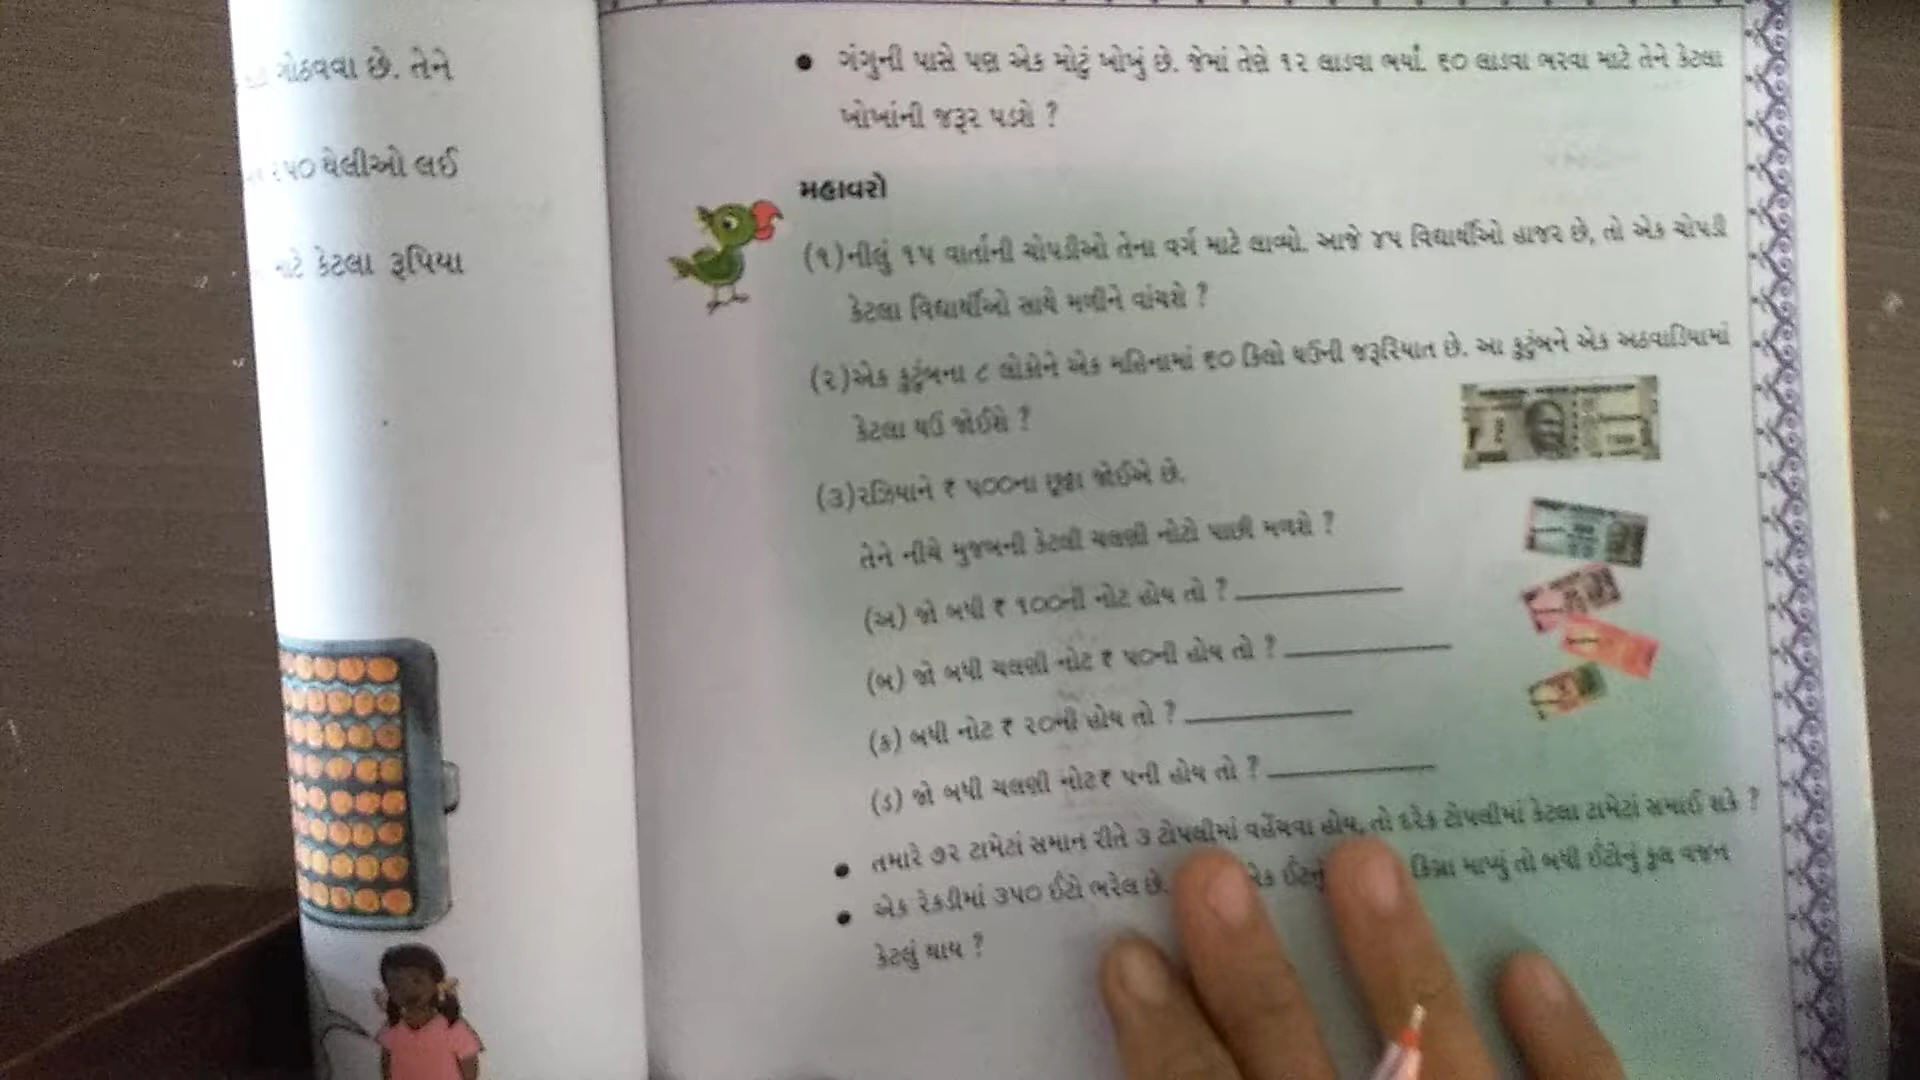 ગોઠવવા છે. તેને
૨૫૦ થેલીઓ લઈ
માટે કેટલા રૂપિયા
• ગંગુની પાસે પણ એક મોટું ખોખું છે. જેમાં તેણે ૧૨ લાડવા ભર્યા. ૬૦ લાડવા ભરવા માટે તેને કેટલા
ખોખાંની જરૂર પડશે ?
મહાવરો
(૧) નીલું ૧૫ વાર્તાની ચોપડીઓ તેના વર્ગ માટે લાવ્યો. આજે ૪૫ વિદ્યાર્થીઓ હાજર છે, તો એક ચોપડી
કેટલા વિદ્યાર્થીઓ સાથે મળીને વાંચશે ?
(૨) એક કુટુંબના ૮ લોકોને એક મહિનામાં ૬૦ કિલો ઘઉંની જરૂરિયાત છે. આ કુટુંબને એક અઠવાડિયામાં
કેટલા ઘઉં જોઈશે ?
(૩) રઝિયાને ₹ ૫૦૦ના છૂટ્ટા જોઈએ છે.
તેને નીચે મુજબની કેટલી ચલણી નોટો પાછી મળશે ?
(અ) જો બધી ₹ ૧૦૦ની નોટ હોય તો ?
(બ) જો બધી ચલણી નોટ ₹ ૫૦ની હોય તો ?
(ક) બધી નોટ ₹ ૨૦ની હોય તો ?
(ડ) જો બધી ચલણી નોટ ₹ ૫ની હોય તો ?
• તમારે ૭૨ ટામેટાં સમાન રીતે ૩ ટોપલીમાં વહેંચવા હોય, તો દરેક ટોપલીમાં કેટલા ટામેટાં સમાઈ શકે ?
• એક રેકડીમાં ૩૫૦ ઈંટો ભરેલ છે. એક ઈંટનું કિગ્રા માપ્યું તો બધી ઈંટોનું કુલ વજન
કેટલું થાય ?